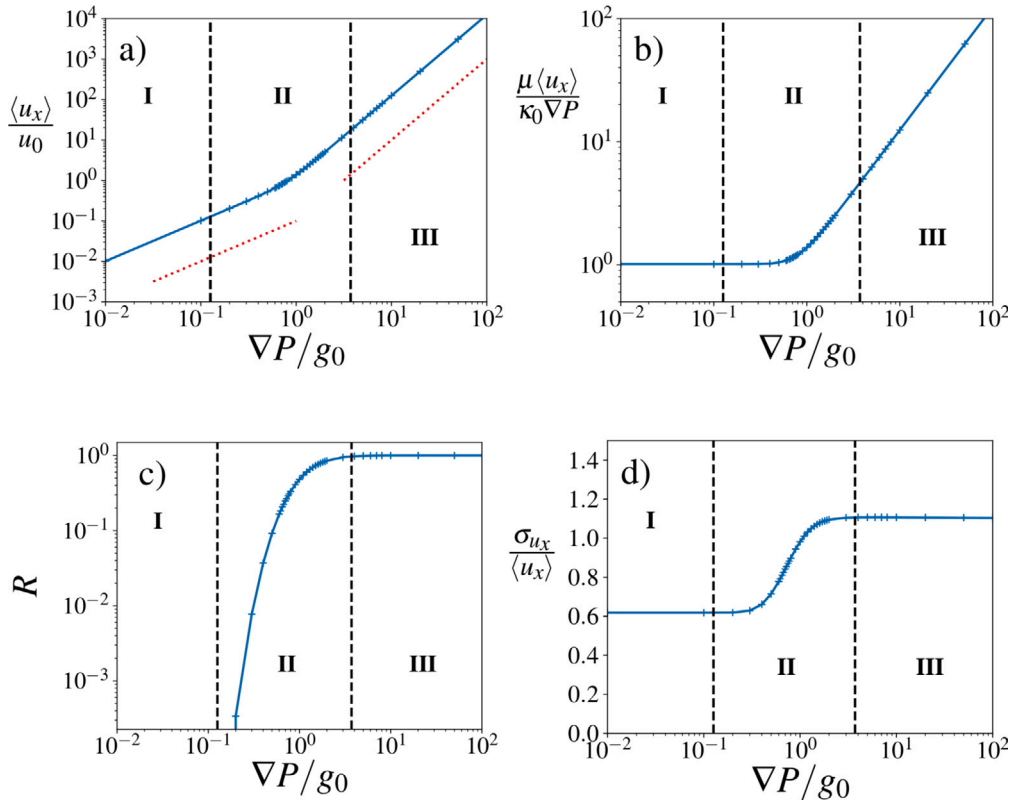 a)
I
II
III
⟨u_x⟩
u_0
10^4
10^3
10^2
10^1
10^0
10^−1
10^−2
10^−3
10^−2 10^−1 10^0 10^1 10^2
∇P/g_0
b)
I
II
III
μ⟨u_x⟩
κ_0∇P
10^2
10^1
10^0
10^−2 10^−1 10^0 10^1 10^2
∇P/g_0
c)
I
II
III
R
10^0
10^−1
10^−2
10^−3
10^−2 10^−1 10^0 10^1 10^2
∇P/g_0
d)
I
II
III
σ_{u_x}
⟨u_x⟩
1.4
1.2
1.0
0.8
0.6
0.4
0.2
0.0
10^−2 10^−1 10^0 10^1 10^2
∇P/g_0